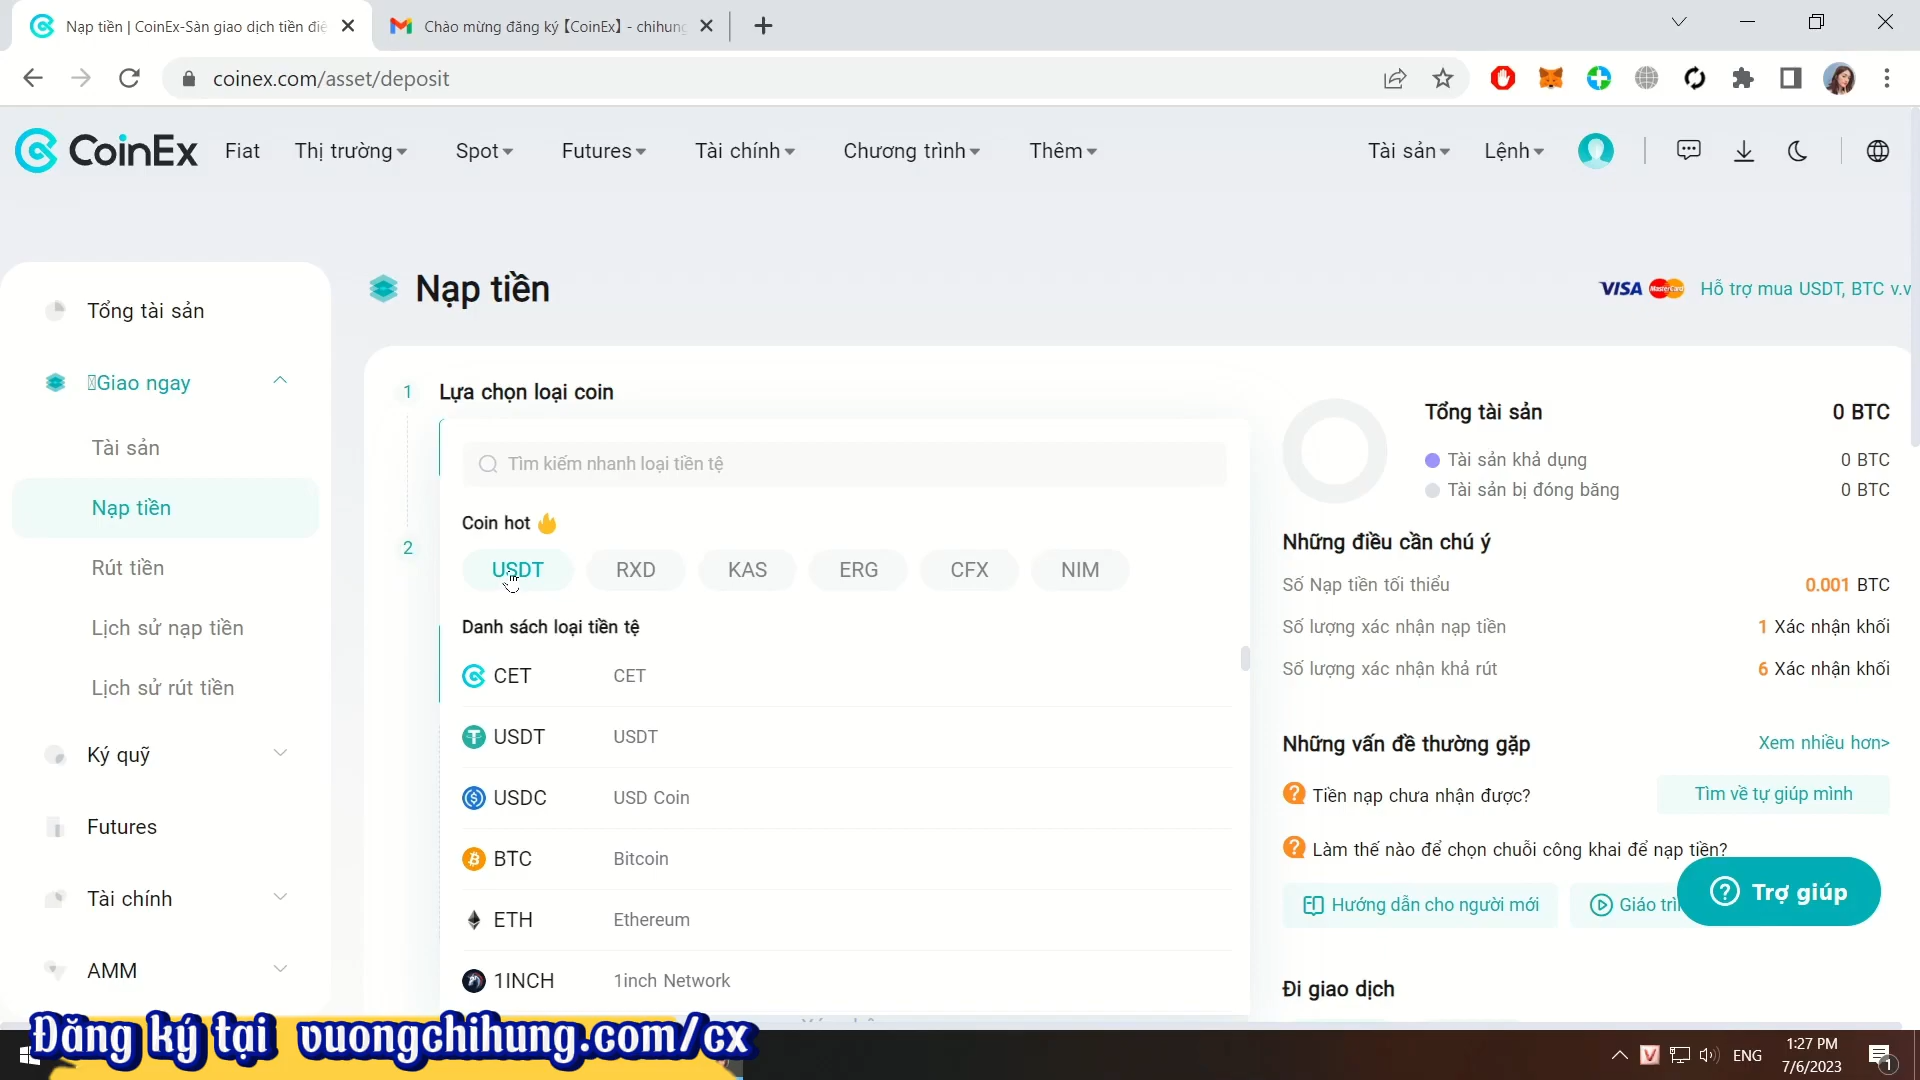 Nạp tiền | CoinEx-Sàn giao dịch tiền điệ
Chào mừng đăng ký【CoinEx】- chihung
coinex.com/asset/deposit
CoinEx
Fiat
Thị trường
Spot
Futures
Tài chính
Chương trình
Thêm
Tài sản
Lệnh
Nạp tiền
VISA
MasterCard
Hỗ trợ mua USDT, BTC v.v
Tổng tài sản
Giao ngay
Tài sản
Nạp tiền
Rút tiền
Lịch sử nạp tiền
Lịch sử rút tiền
Ký quỹ
Futures
Tài chính
AMM
1
Lựa chọn loại coin
Tìm kiếm nhanh loại tiền tệ
Coin hot
2
USDT
RXD
KAS
ERG
CFX
NIM
Danh sách loại tiền tệ
CET CET
USDT USDT
USDC USD Coin
BTC Bitcoin
ETH Ethereum
1INCH 1inch Network
Tổng tài sản 0 BTC
Tài sản khả dụng 0 BTC
Tài sản bị đóng băng 0 BTC
Những điều cần chú ý
Số Nạp tiền tối thiểu 0.001 BTC
Số lượng xác nhận nạp tiền 1 Xác nhận khối
Số lượng xác nhận khả rút 6 Xác nhận khối
Những vấn đề thường gặp Xem nhiều hơn>
Tiền nạp chưa nhận được? Tìm về tự giúp mình
Làm thế nào để chọn chuỗi công khai để nạp tiền?
Hướng dẫn cho người mới
Giáo trì
Trợ giúp
Đi giao dịch
Đăng ký tại vuongchihung.com/cx
ENG
1:27 PM
7/6/2023
1